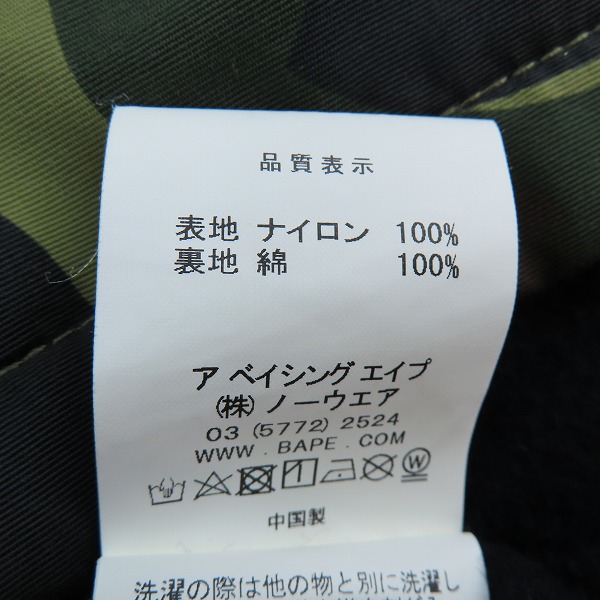 品質表示
表地 ナイロン 100%
裏地 綿 100%
ア ベイシング エイプ
(株) ノーウエア
03 (5772) 2524
WWW.BAPE.COM
中国製
洗濯の際は他の物と別に洗濯し